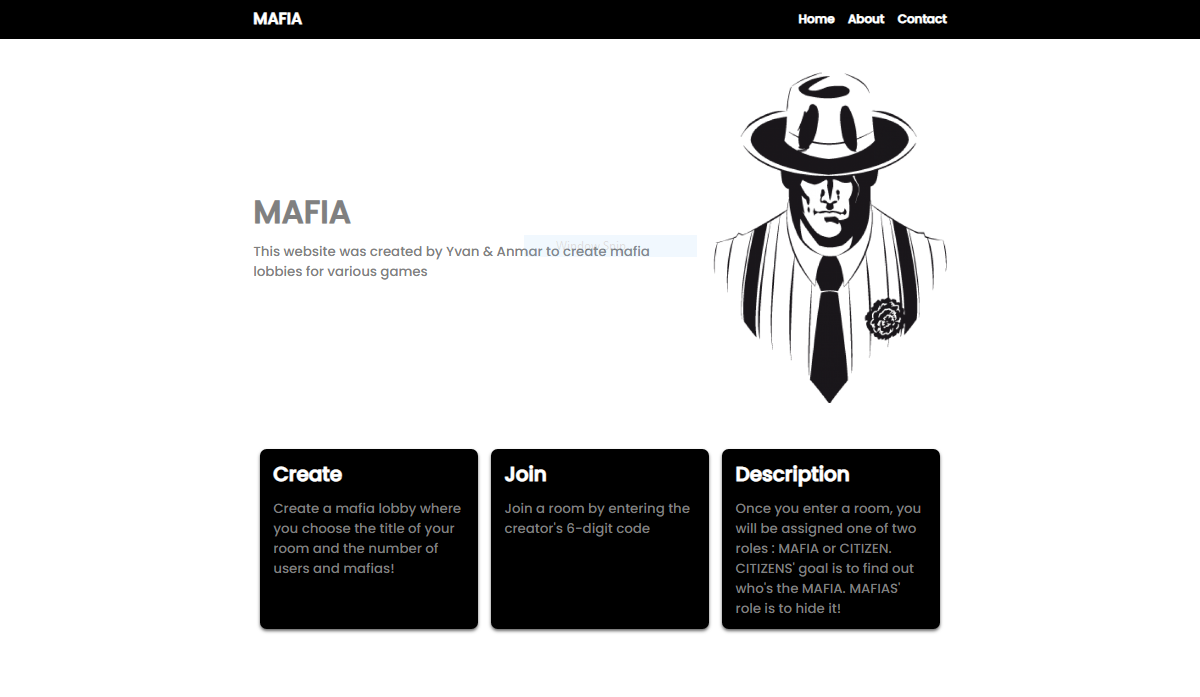 MAFIA
Home About Contact
MAFIA
This website was created by Yvan & Anmar to create mafia
lobbies for various games
Window Snip
Create
Create a mafia lobby where
you choose the title of your
room and the number of
users and mafias!
Join
Join a room by entering the
creator's 6-digit code
Description
Once you enter a room, you
will be assigned one of two
roles : MAFIA or CITIZEN.
CITIZENS' goal is to find out
who's the MAFIA. MAFIAS'
role is to hide it!